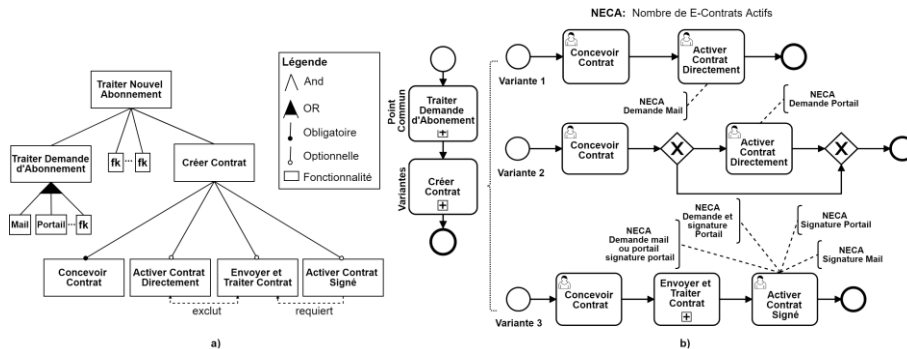 NECA: Nombre de E-Contrats Actifs
Traiter Nouvel
Abonnement
Traiter Demande
d'Abonnement
fk ... fk
Créer Contrat
Mail
Portail
...
fk
Concevoir
Contrat
Activer Contrat
Directement
Envoyer et
Traiter Contrat
Activer Contrat
Signé
exclut
requiert
Légende
And
OR
Obligatoire
Optionnelle
Fonctionnalité
a)
Point
Commun
Traiter
Demande
d'Abonement
Variantes
Créer
Contrat
Variante 1
Concevoir
Contrat
Activer
Contrat
Directement
NECA
Demande Mail
NECA
Demande Portail
Variante 2
Concevoir
Contrat
X
Activer
Contrat
Directement
X
NECA
Demande mail
ou portail
signature portail
NECA
Demande et
signature
Portail
NECA
Signature Portail
NECA
Signature Mail
Variante 3
Concevoir
Contrat
Envoyer et
Traiter
Contrat
Activer
Contrat
Signé
b)